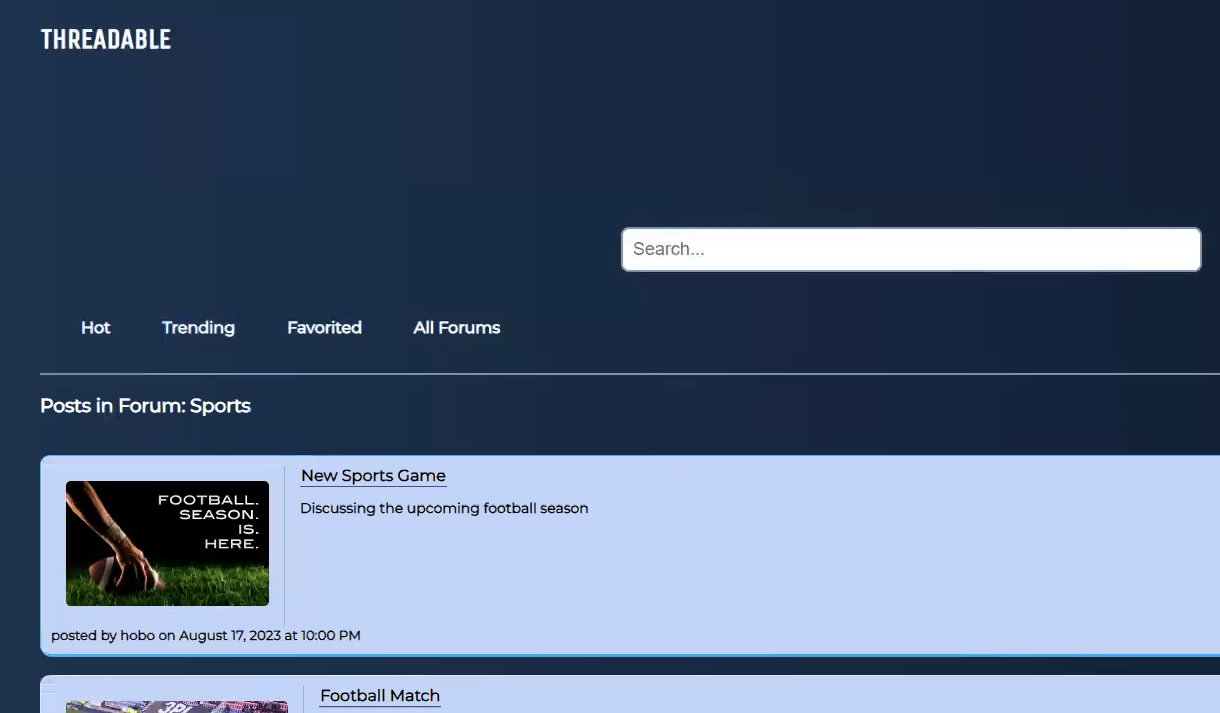 THREADABLE
Search...
Hot Trending Favorited All Forums
Posts in Forum: Sports
New Sports Game
Discussing the upcoming football season
FOOTBALL.
SEASON.
IS.
HERE.
posted by hobo on August 17, 2023 at 10:00 PM
Football Match